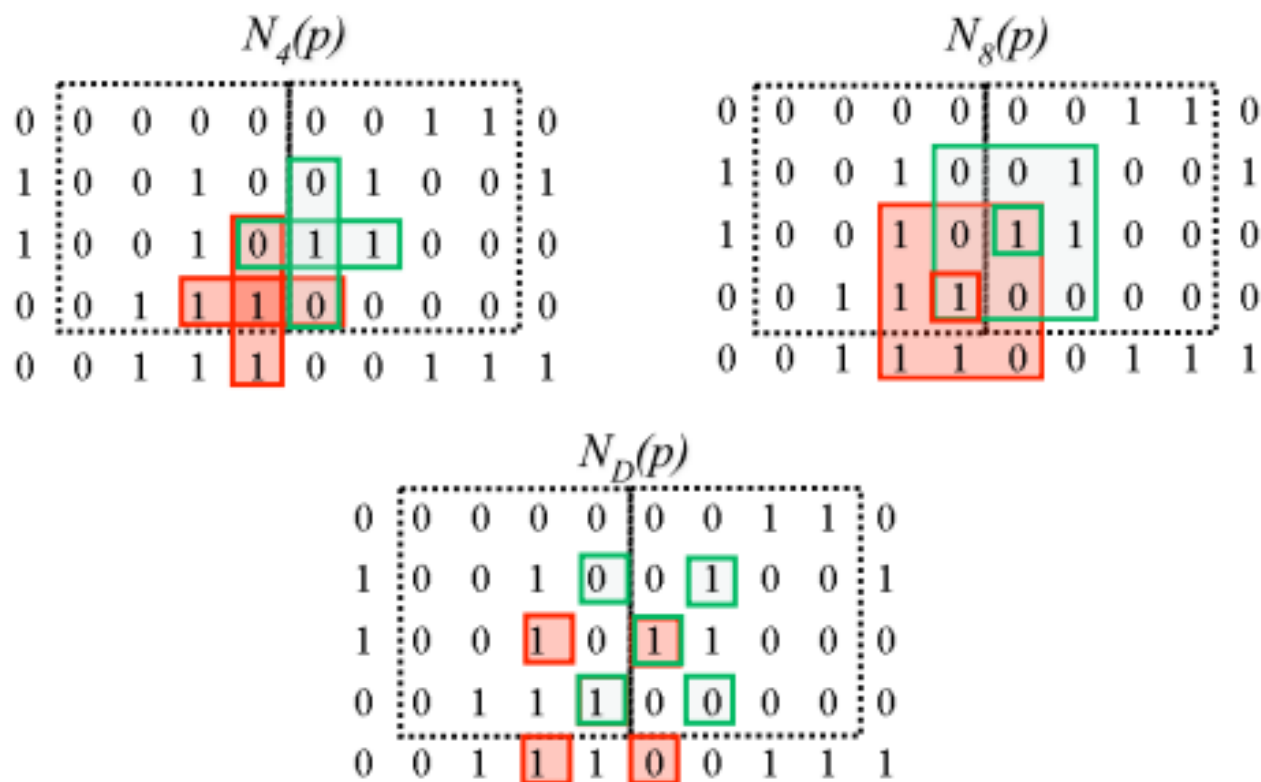 N4(p)
0 0 0 0 0 0 0 1 1 0
1 0 0 1 0 0 1 0 0 1
1 0 0 1 0 1 1 0 0 0
0 0 1 1 1 0 0 0 0 0
0 0 1 1 1 0 0 1 1 1
N8(p)
0 0 0 0 0 0 0 1 1 0
1 0 0 1 0 0 1 0 0 1
1 0 0 1 0 1 1 0 0 0
0 0 1 1 1 0 0 0 0 0
0 0 1 1 1 0 0 1 1 1
ND(p)
0 0 0 0 0 0 0 1 1 0
1 0 0 1 0 0 1 0 0 1
1 0 0 1 0 1 1 0 0 0
0 0 1 1 1 0 0 0 0 0
0 0 1 1 1 0 0 1 1 1